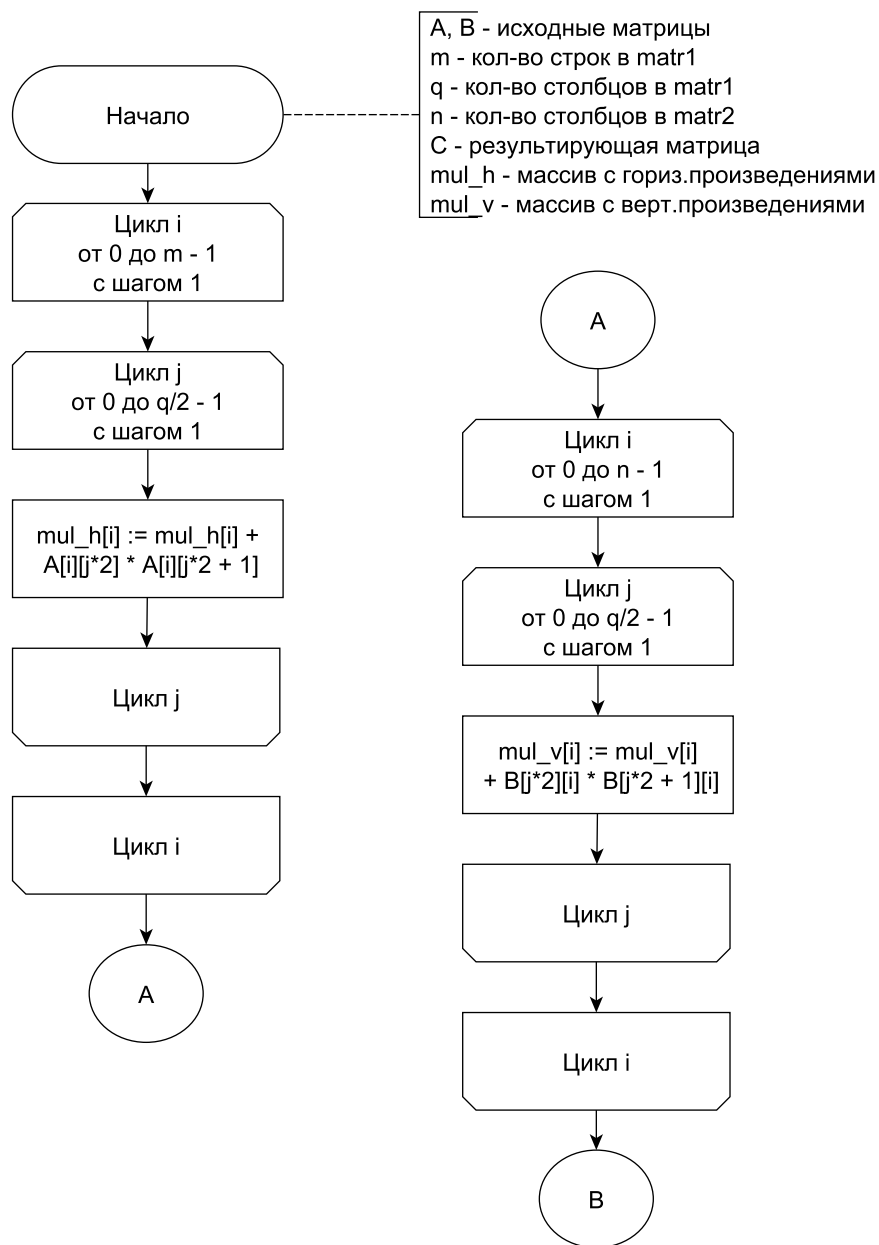 A, B - исходные матрицы
m - кол-во строк в matr1
q - кол-во столбцов в matr1
n - кол-во столбцов в matr2
C - результирующая матрица
mul_h - массив с гориз.произведениями
mul_v - массив с верт.произведениями
Начало
Цикл i
от 0 до m - 1
с шагом 1
Цикл j
от 0 до q/2 - 1
с шагом 1
mul_h[i] := mul_h[i] +
A[i][j*2] * A[i][j*2 + 1]
Цикл j
Цикл i
A
A
Цикл i
от 0 до n - 1
с шагом 1
Цикл j
от 0 до q/2 - 1
с шагом 1
mul_v[i] := mul_v[i]
+ B[j*2][i] * B[j*2 + 1][i]
Цикл j
Цикл i
B